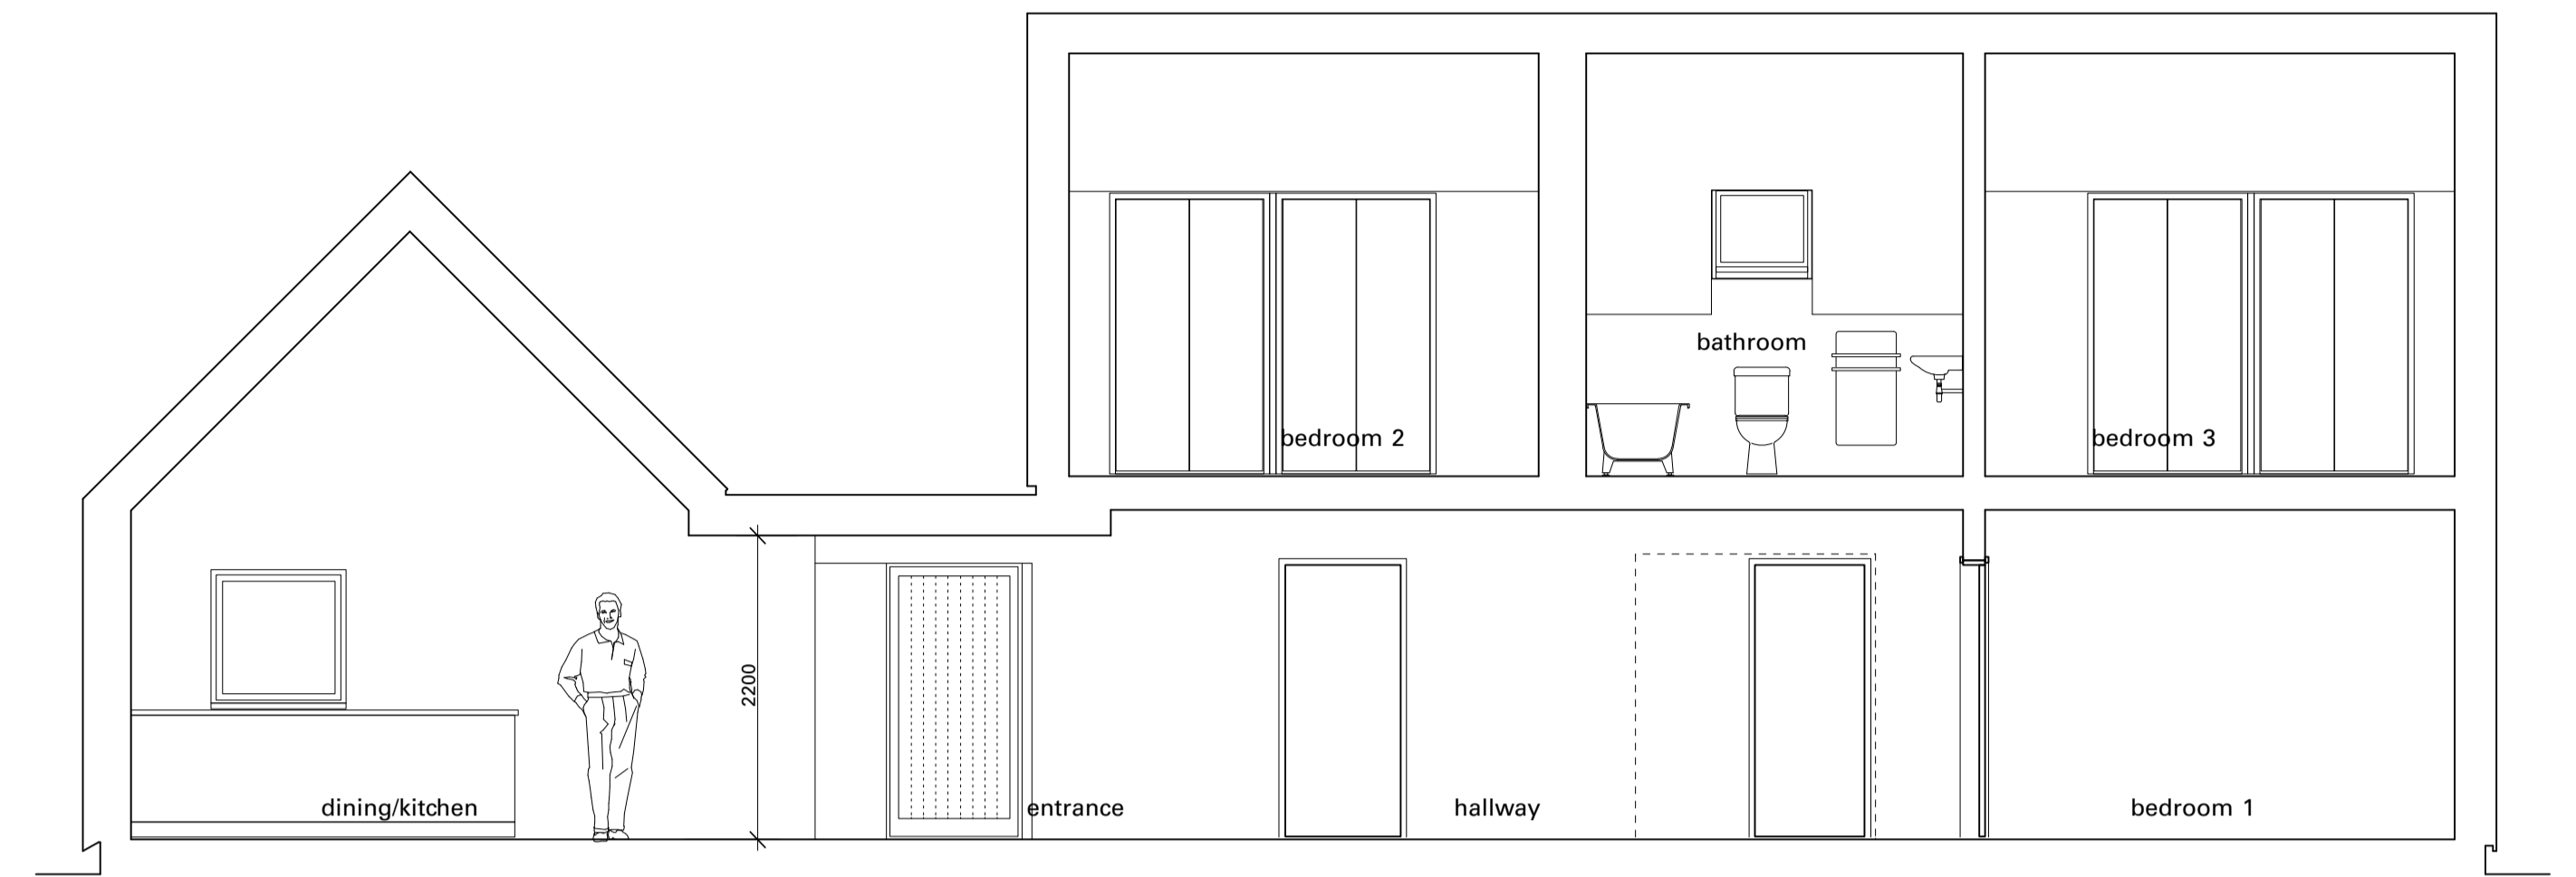 bathroom
bedroom 2
bedroom 3
2200
dining/kitchen
entrance
hallway
bedroom 1